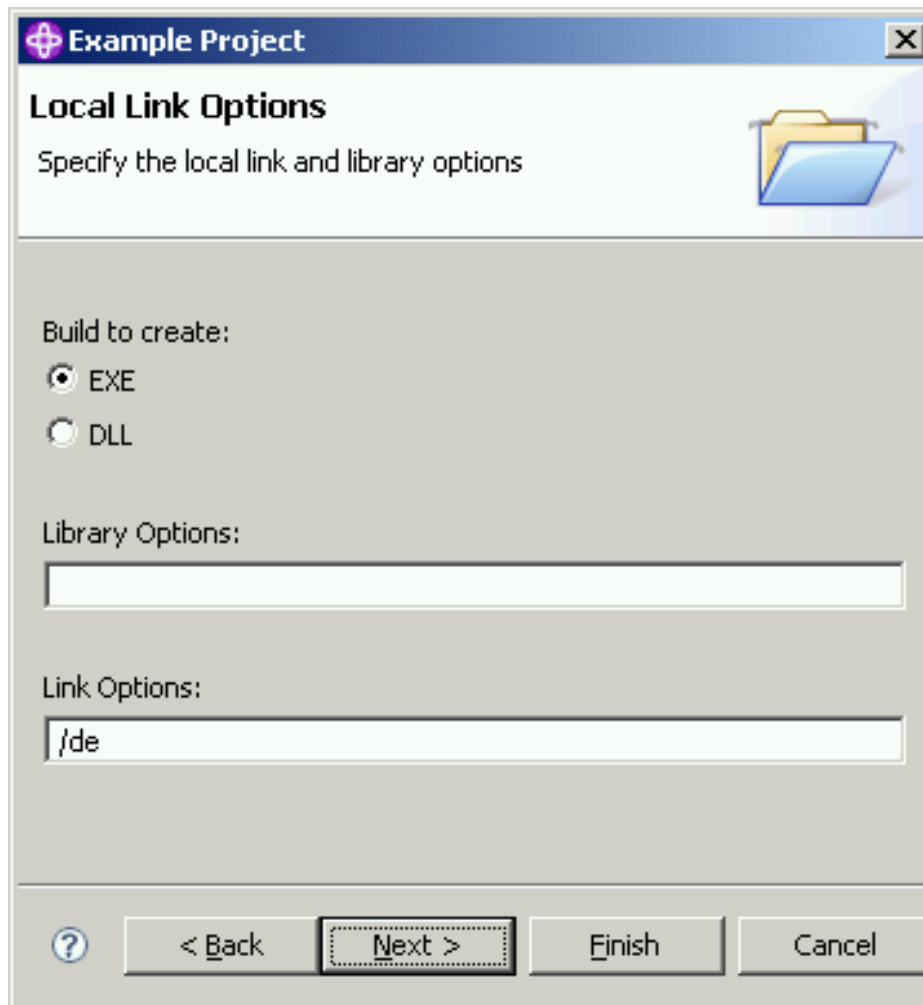 Example Project
Local Link Options
Specify the local link and library options
Build to create:
EXE
DLL
Library Options:
Link Options:
/de
? < Back Next > Finish Cancel